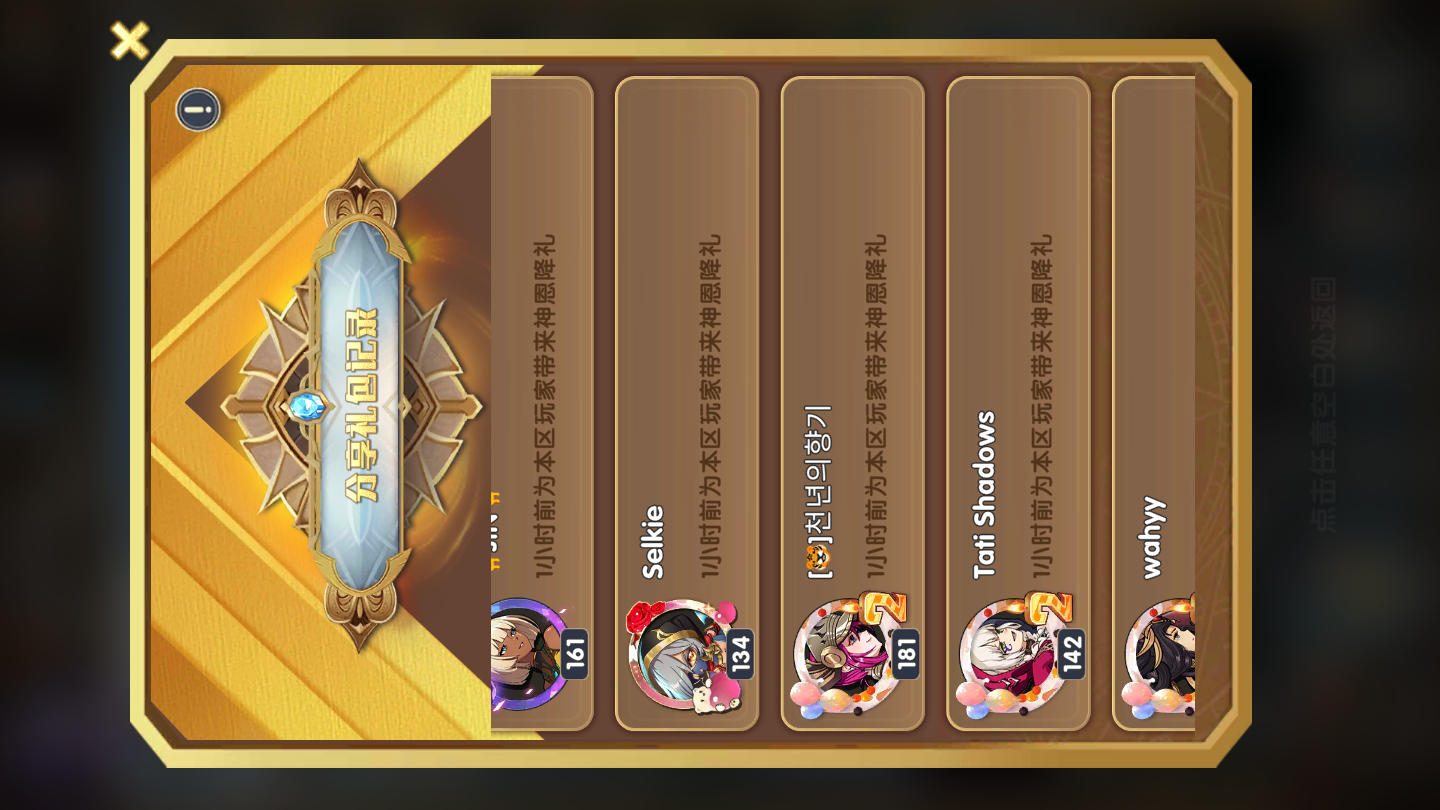 分享礼包记录
JIN
1小时前为本区玩家带来神恩降礼
161
Selkie
1小时前为本区玩家带来神恩降礼
134
[🐯]천년의향기
1小时前为本区玩家带来神恩降礼
181
Tati Shadows
1小时前为本区玩家带来神恩降礼
142
wahyy
点击任意空白处返回